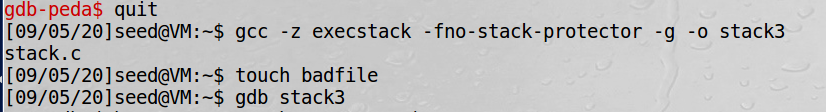 gdb-peda$ quit
[09/05/20]seed@VM:~$ gcc -z execstack -fno-stack-protector -g -o stack3
stack.c
[09/05/20]seed@VM:~$ touch badfile
[09/05/20]seed@VM:~$ gdb stack3